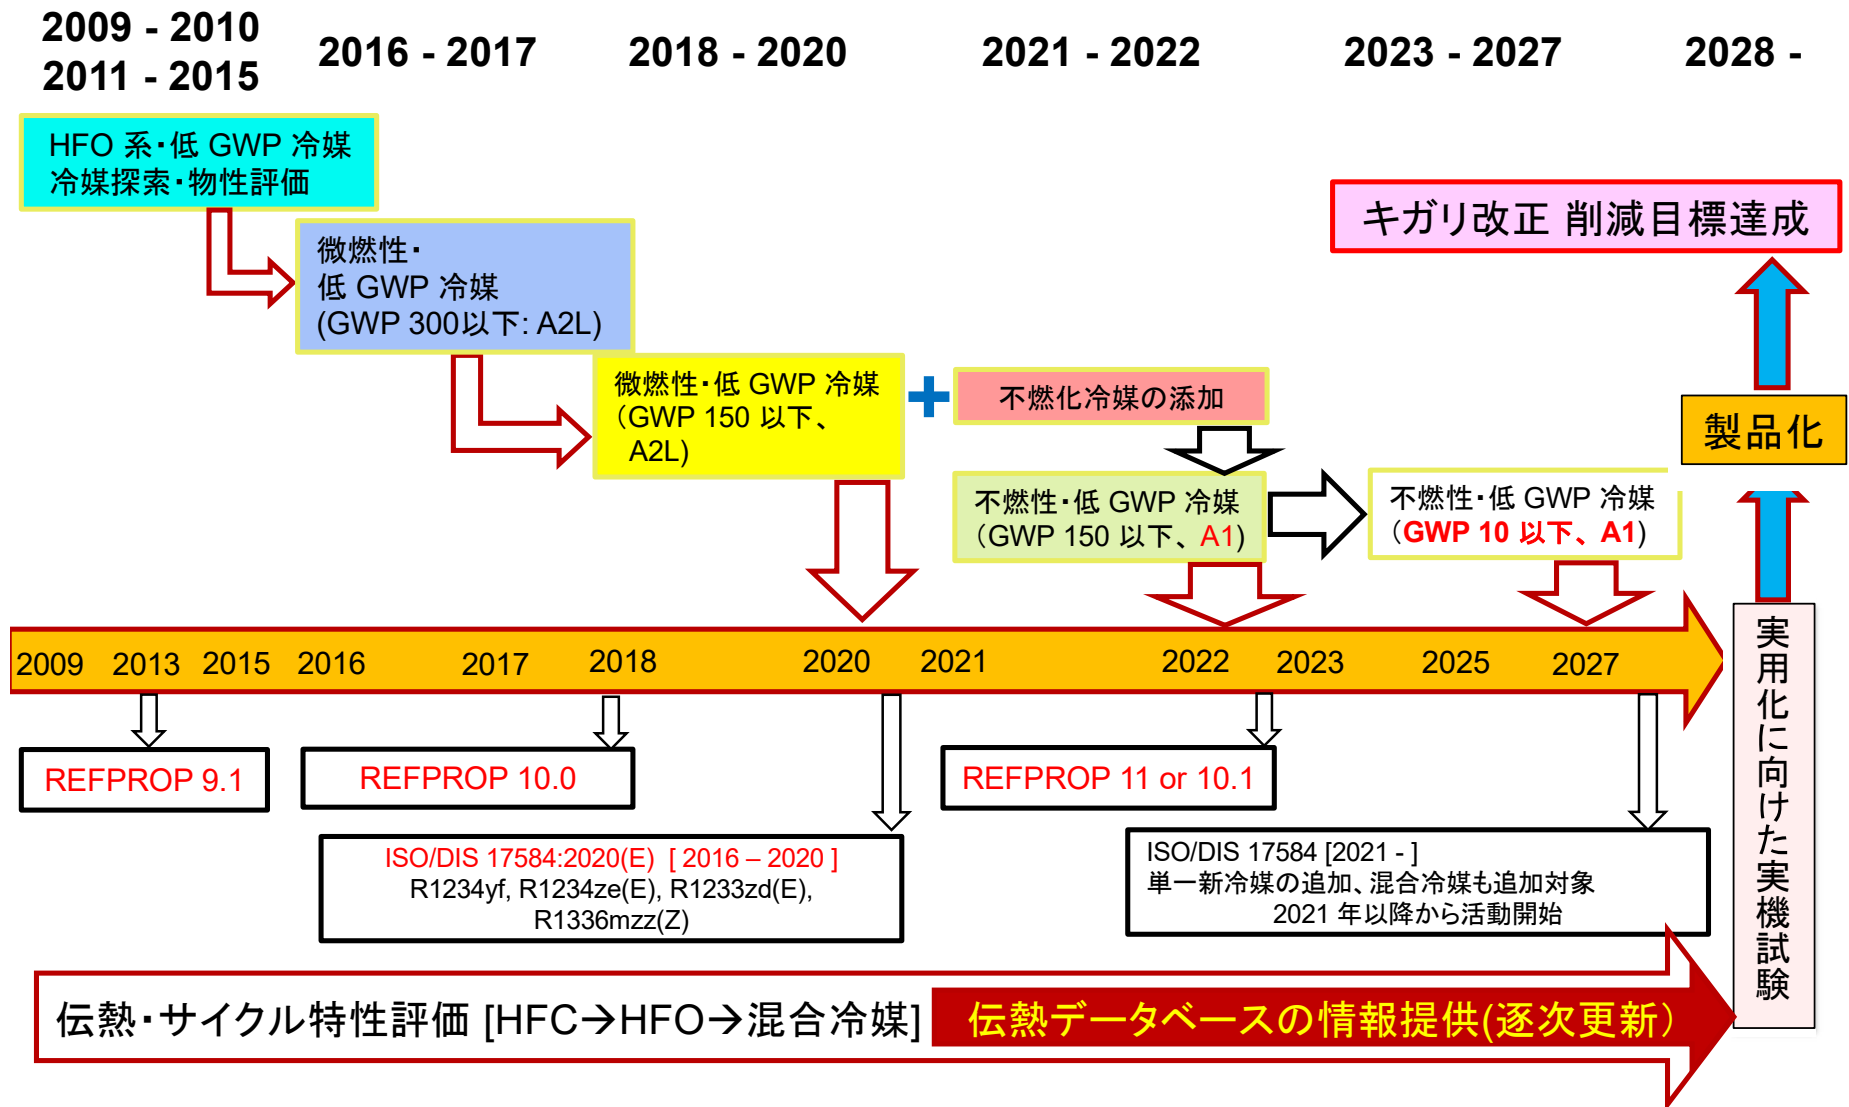 2009 - 2010
2011 - 2015
2016 - 2017
2018 - 2020
2021 - 2022
2023 - 2027
2028 -
HFO 系・低 GWP 冷媒
冷媒探索・物性評価
微燃性・
低 GWP 冷媒
(GWP 300以下: A2L)
微燃性・低 GWP 冷媒
（GWP 150 以下、
A2L)
不燃化冷媒の添加
不燃性・低 GWP 冷媒
（GWP 150 以下、A1)
不燃性・低 GWP 冷媒
（GWP 10 以下、A1)
キガリ改正 削減目標達成
製品化
実用化に向けた実機試験
2009 2013 2015 2016 2017 2018 2020 2021 2022 2023 2025 2027
REFPROP 9.1
REFPROP 10.0
REFPROP 11 or 10.1
ISO/DIS 17584:2020(E) [ 2016 – 2020 ]
R1234yf, R1234ze(E), R1233zd(E),
R1336mzz(Z)
ISO/DIS 17584 [2021 - ]
単一新冷媒の追加、混合冷媒も追加対象
2021 年以降から活動開始
伝熱・サイクル特性評価 [HFC→HFO→混合冷媒]
伝熱データベースの情報提供(逐次更新）